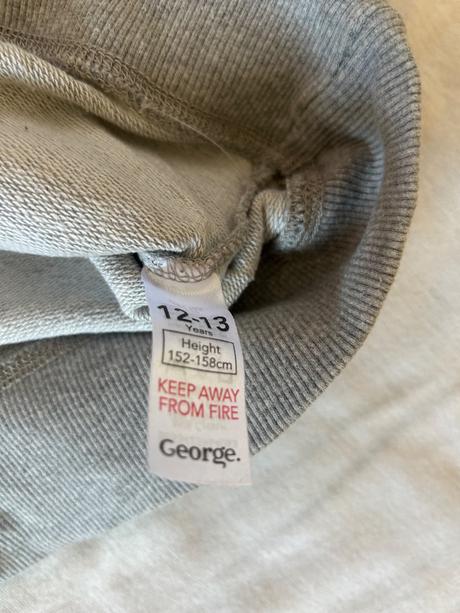 12-13
Years
Height
152-158cm
KEEP AWAY
FROM FIRE
George.